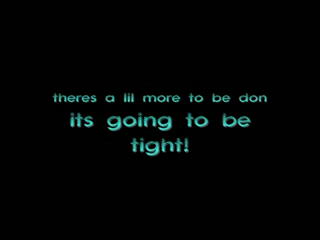 theres a lil more to be don
its going to be
tight!